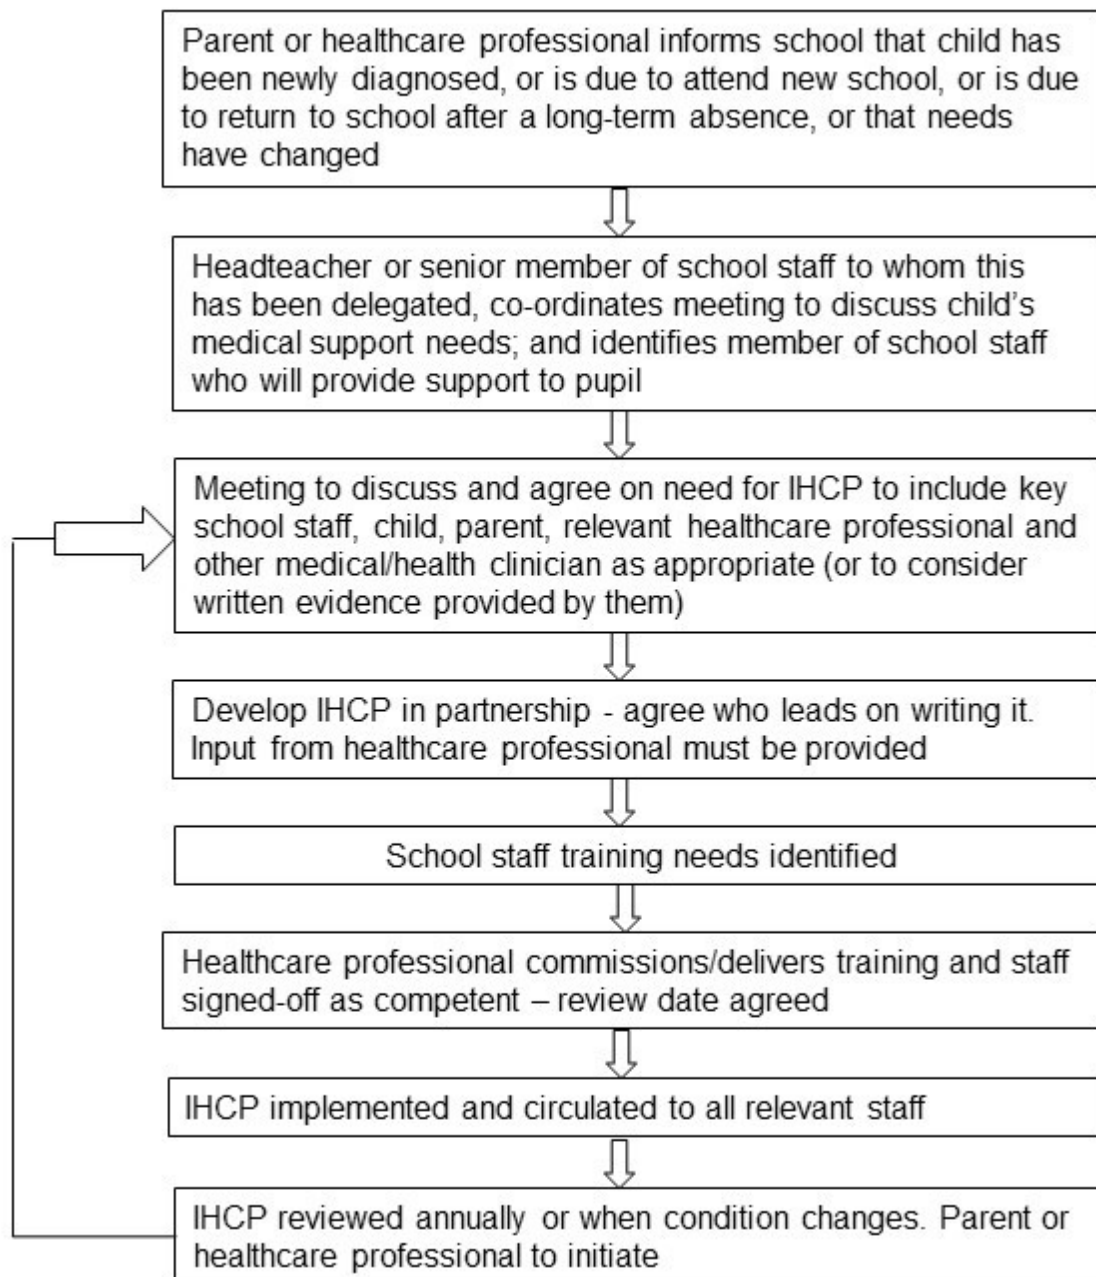 Parent or healthcare professional informs school that child has
been newly diagnosed, or is due to attend new school, or is due
to return to school after a long-term absence, or that needs
have changed
Headteacher or senior member of school staff to whom this
has been delegated, co-ordinates meeting to discuss child’s
medical support needs; and identifies member of school staff
who will provide support to pupil
Meeting to discuss and agree on need for IHCP to include key
school staff, child, parent, relevant healthcare professional and
other medical/health clinician as appropriate (or to consider
written evidence provided by them)
Develop IHCP in partnership - agree who leads on writing it.
Input from healthcare professional must be provided
School staff training needs identified
Healthcare professional commissions/delivers training and staff
signed-off as competent – review date agreed
IHCP implemented and circulated to all relevant staff
IHCP reviewed annually or when condition changes. Parent or
healthcare professional to initiate